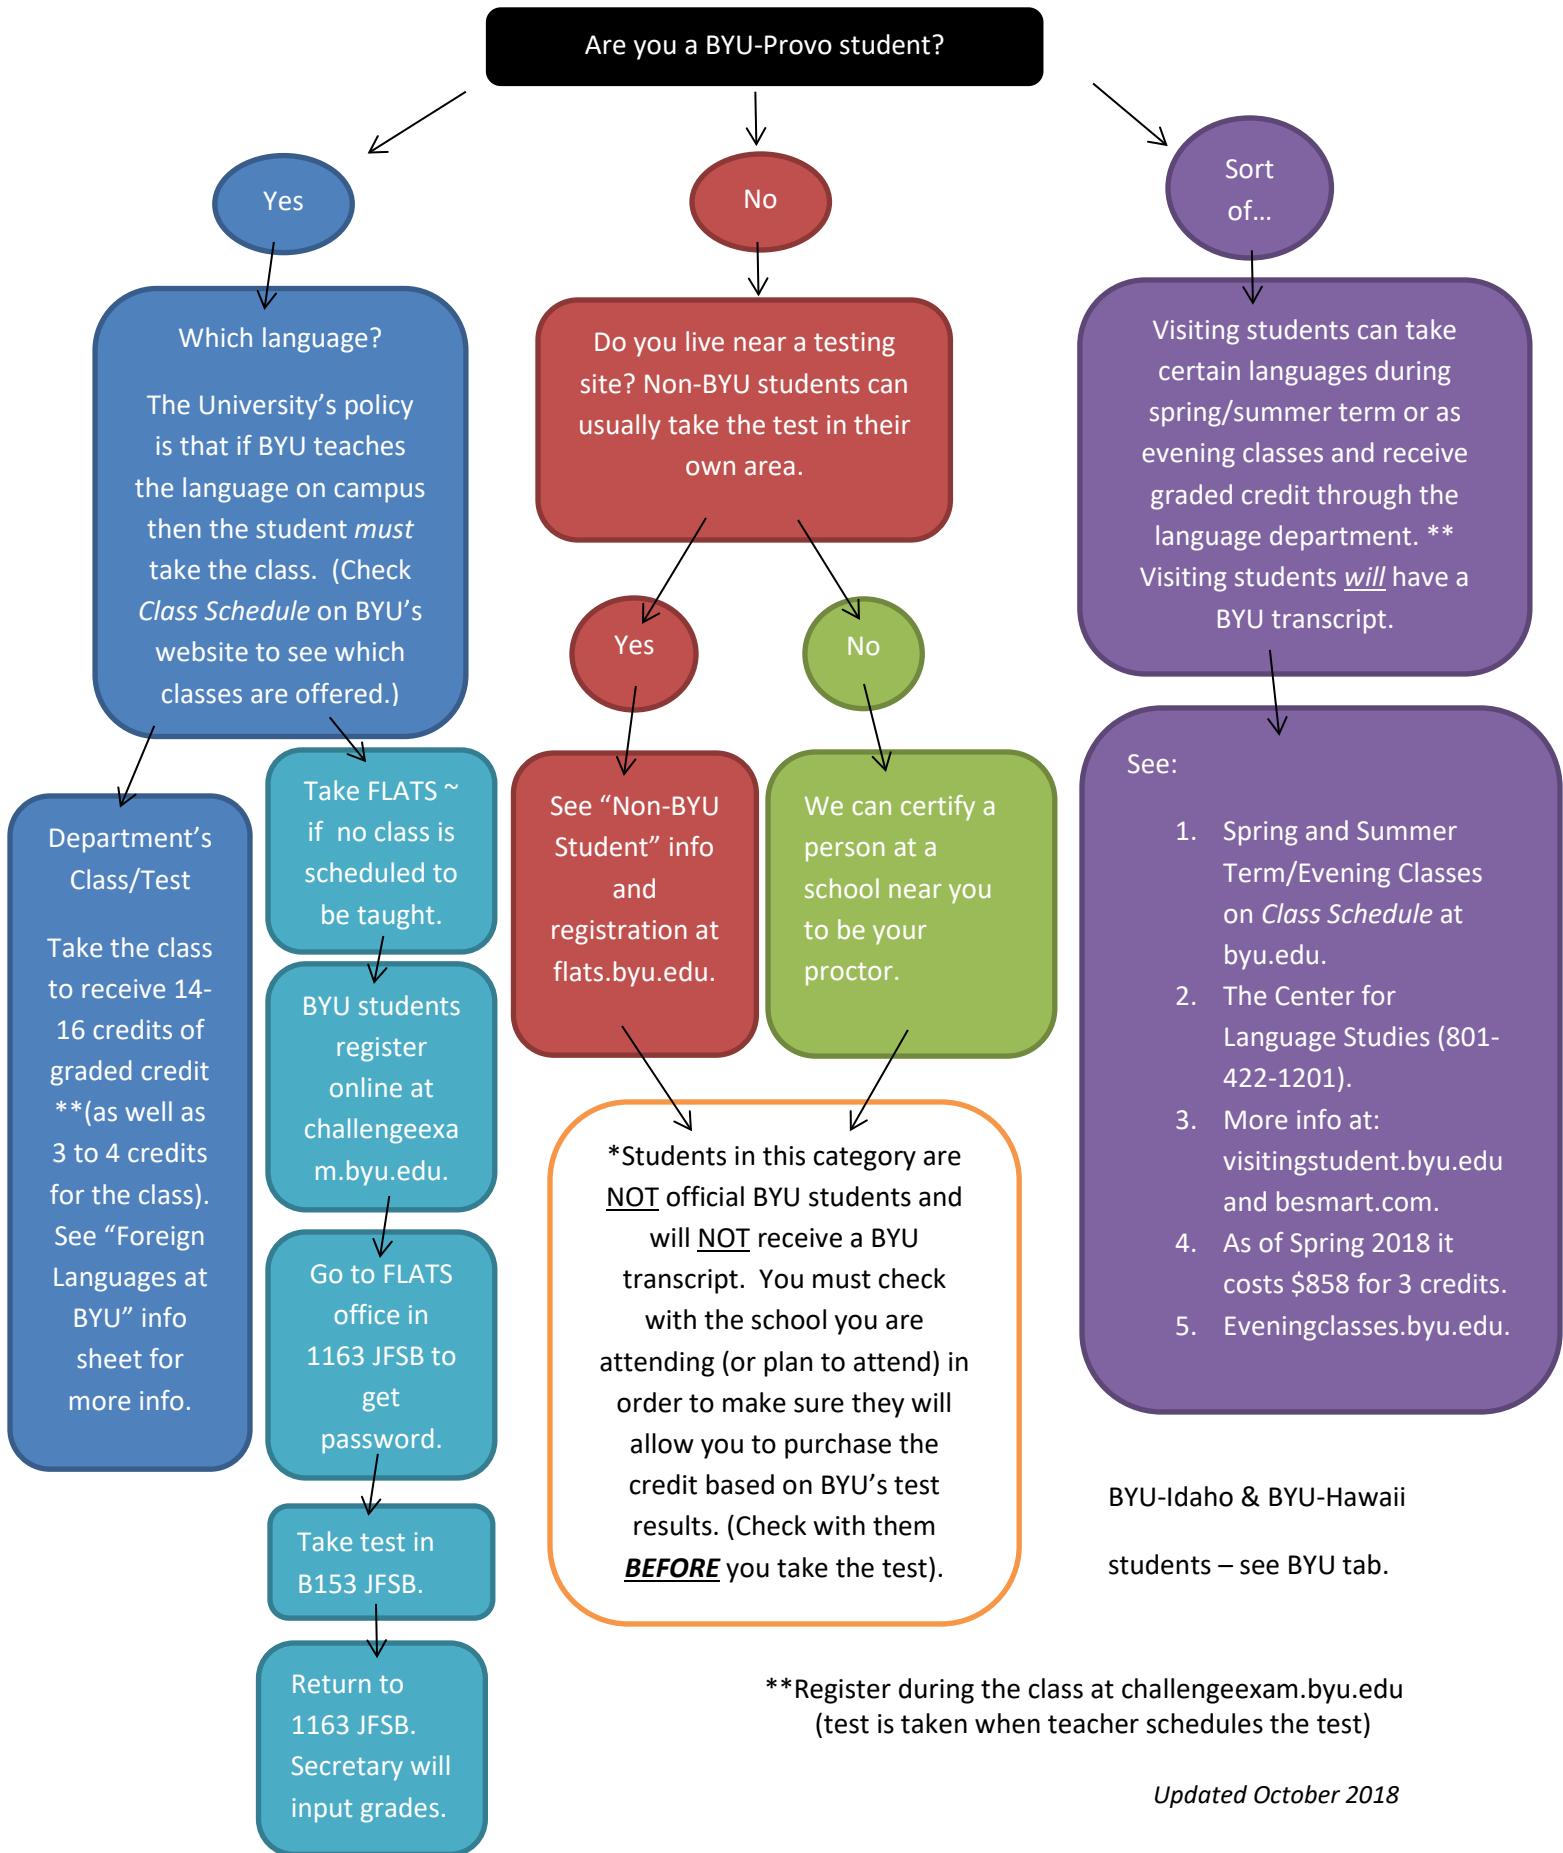 Are you a BYU-Provo student?
Yes
No
Sort
of...
Which language?
The University’s policy
is that if BYU teaches
the language on campus
then the student must
take the class.  (Check
Class Schedule on BYU’s
website to see which
classes are offered.)
Do you live near a testing
site? Non-BYU students can
usually take the test in their
own area.
Visiting students can take
certain languages during
spring/summer term or as
evening classes and receive
graded credit through the
language department. **
Visiting students will have a
BYU transcript.
Yes
No
Department’s
Class/Test
Take the class
to receive 14-
16 credits of
graded credit
**(as well as
3 to 4 credits
for the class).
See “Foreign
Languages at
BYU” info
sheet for
more info.
Take FLATS ~
if  no class is
scheduled to
be taught.
BYU students
register
online at
challengeexa
m.byu.edu.
Go to FLATS
office in
1163 JFSB to
get
password.
Take test in
B153 JFSB.
Return to
1163 JFSB.
Secretary will
input grades.
See “Non-BYU
Student” info
and
registration at
flats.byu.edu.
We can certify a
person at a
school near you
to be your
proctor.
*Students in this category are
NOT official BYU students and
will NOT receive a BYU
transcript.  You must check
with the school you are
attending (or plan to attend) in
order to make sure they will
allow you to purchase the
credit based on BYU’s test
results. (Check with them
BEFORE you take the test).
See:
1. Spring and Summer
Term/Evening Classes
on Class Schedule at
byu.edu.
2. The Center for
Language Studies (801-
422-1201).
3. More info at:
visitingstudent.byu.edu
and besmart.com.
4. As of Spring 2018 it
costs $858 for 3 credits.
5. Eveningclasses.byu.edu.
BYU-Idaho & BYU-Hawaii
students – see BYU tab.
**Register during the class at challengeexam.byu.edu
(test is taken when teacher schedules the test)
Updated October 2018